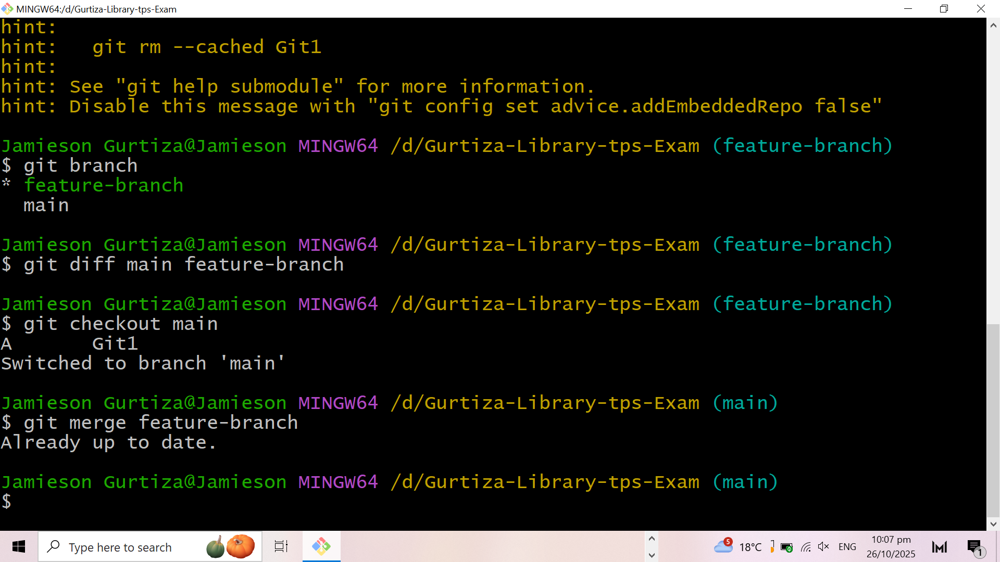 MINGW64:/d/Gurtiza-Library-tps-Exam
hint:
hint:   git rm --cached Git1
hint:
hint: See "git help submodule" for more information.
hint: Disable this message with "git config set advice.addEmbeddedRepo false"
Jamieson Gurtiza@Jamieson MINGW64 /d/Gurtiza-Library-tps-Exam (feature-branch)
$ git branch
* feature-branch
  main
Jamieson Gurtiza@Jamieson MINGW64 /d/Gurtiza-Library-tps-Exam (feature-branch)
$ git diff main feature-branch
Jamieson Gurtiza@Jamieson MINGW64 /d/Gurtiza-Library-tps-Exam (feature-branch)
$ git checkout main
A       Git1
Switched to branch 'main'
Jamieson Gurtiza@Jamieson MINGW64 /d/Gurtiza-Library-tps-Exam (main)
$ git merge feature-branch
Already up to date.
Jamieson Gurtiza@Jamieson MINGW64 /d/Gurtiza-Library-tps-Exam (main)
$
Type here to search
5
18°C
ENG
10:07 pm
26/10/2025
1